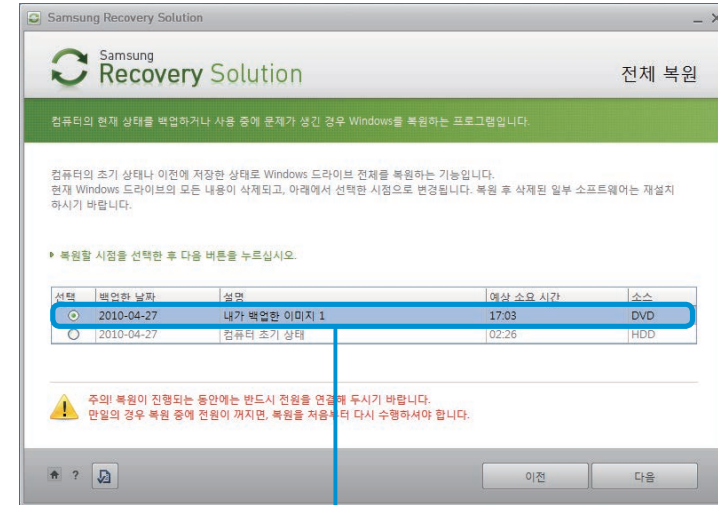 Samsung Recovery Solution
Samsung
Recovery Solution
전체 복원
컴퓨터의 현재 상태를 백업하거나 사용 중에 문제가 생긴 경우 Windows를 복원하는 프로그램입니다.
컴퓨터의 초기 상태나 이전에 저장한 상태로 Windows 드라이브 전체를 복원하는 기능입니다.
현재 Windows 드라이브의 모든 내용이 삭제되고, 아래에서 선택한 시점으로 변경됩니다. 복원 후 삭제된 일부 소프트웨어는 재설치
하시기 바랍니다.
복원할 시점을 선택한 후 다음 버튼을 누르십시오.
선택 백업한 날짜 설명 예상 소요 시간 소스
2010-04-27 내가 백업한 이미지 1 17:03 DVD
2010-04-27 컴퓨터 초기 상태 02:26 HDD
주의! 복원이 진행되는 동안에는 반드시 전원을 연결해 두시기 바랍니다.
만일의 경우 복원 중에 전원이 꺼지면, 복원을 처음부터 다시 수행하셔야 합니다.
? 이전 다음